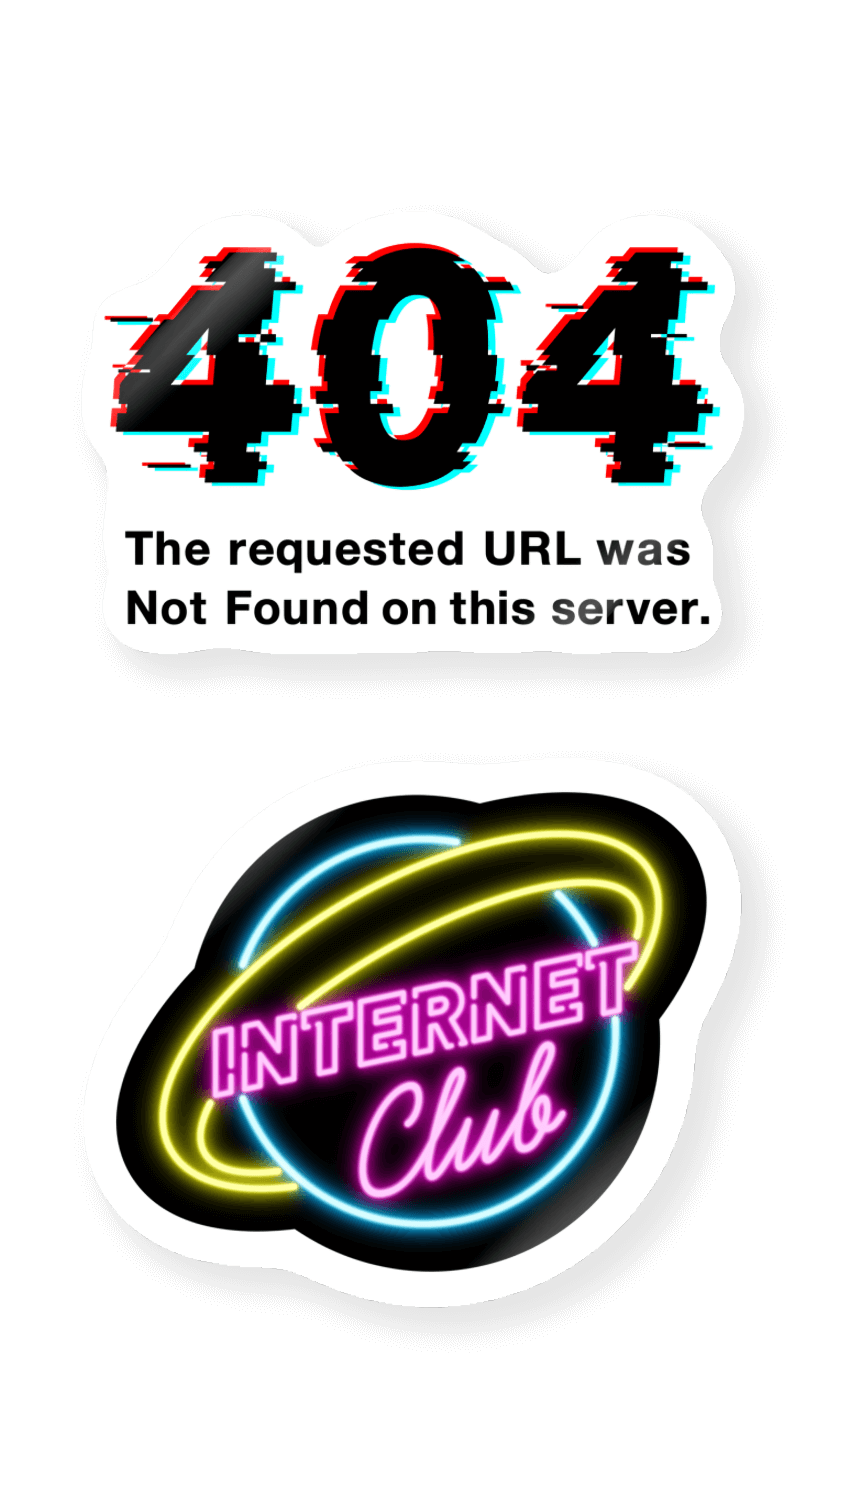 404
The requested URL was
Not Found on this server.
INTERNET
Club